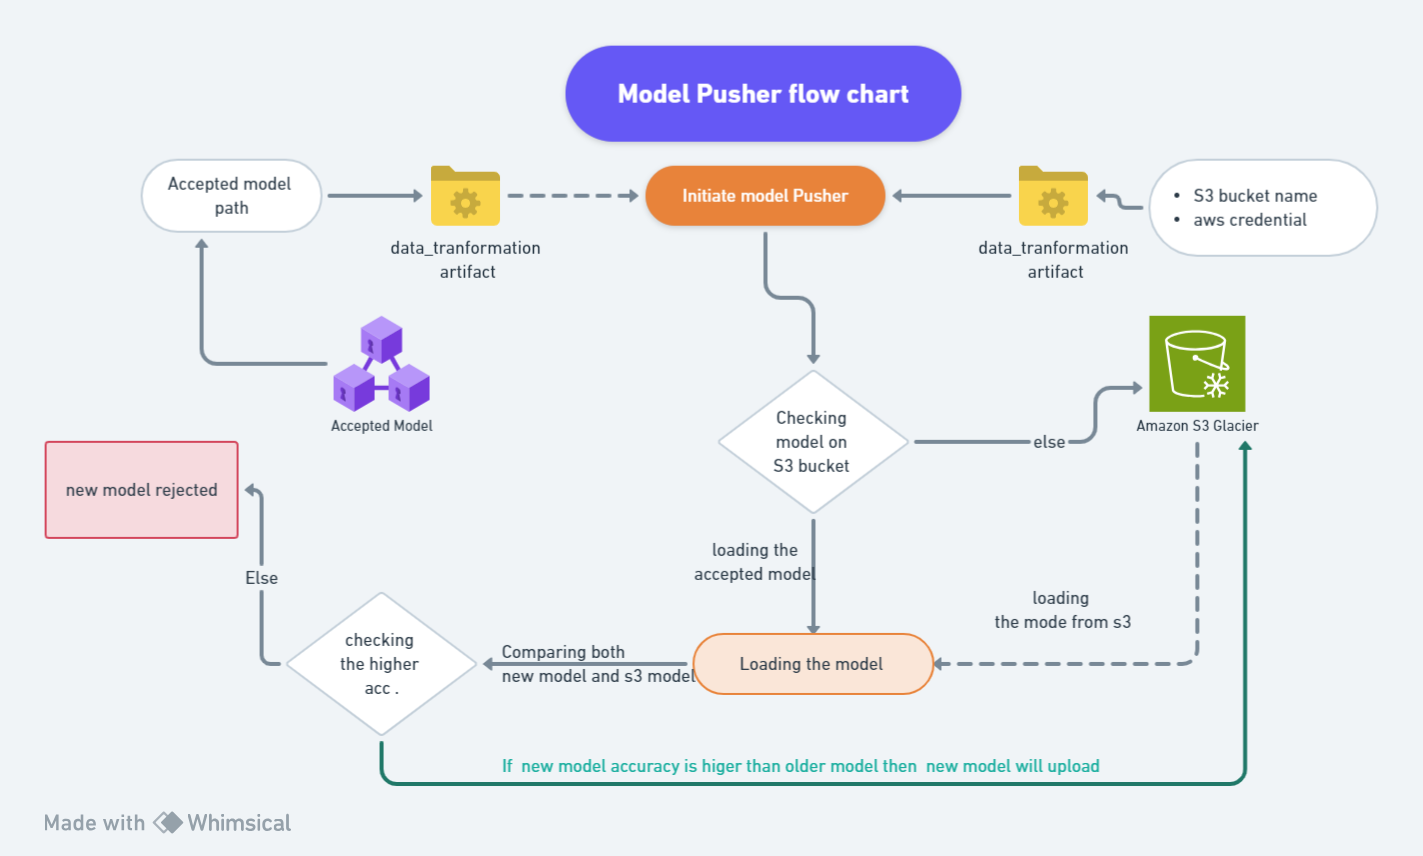 Model Pusher flow chart
Accepted model
path
data_tranformation
artifact
Initiate model Pusher
data_tranformation
artifact
• S3 bucket name
• aws credential
Accepted Model
Checking
model on
S3 bucket
else
Amazon S3 Glacier
new model rejected
Else
loading the
accepted model
loading
the mode from s3
checking
the higher
acc .
Comparing both
new model and s3 model
Loading the model
If new model accuracy is higer than older model then new model will upload
Made with Whimsical